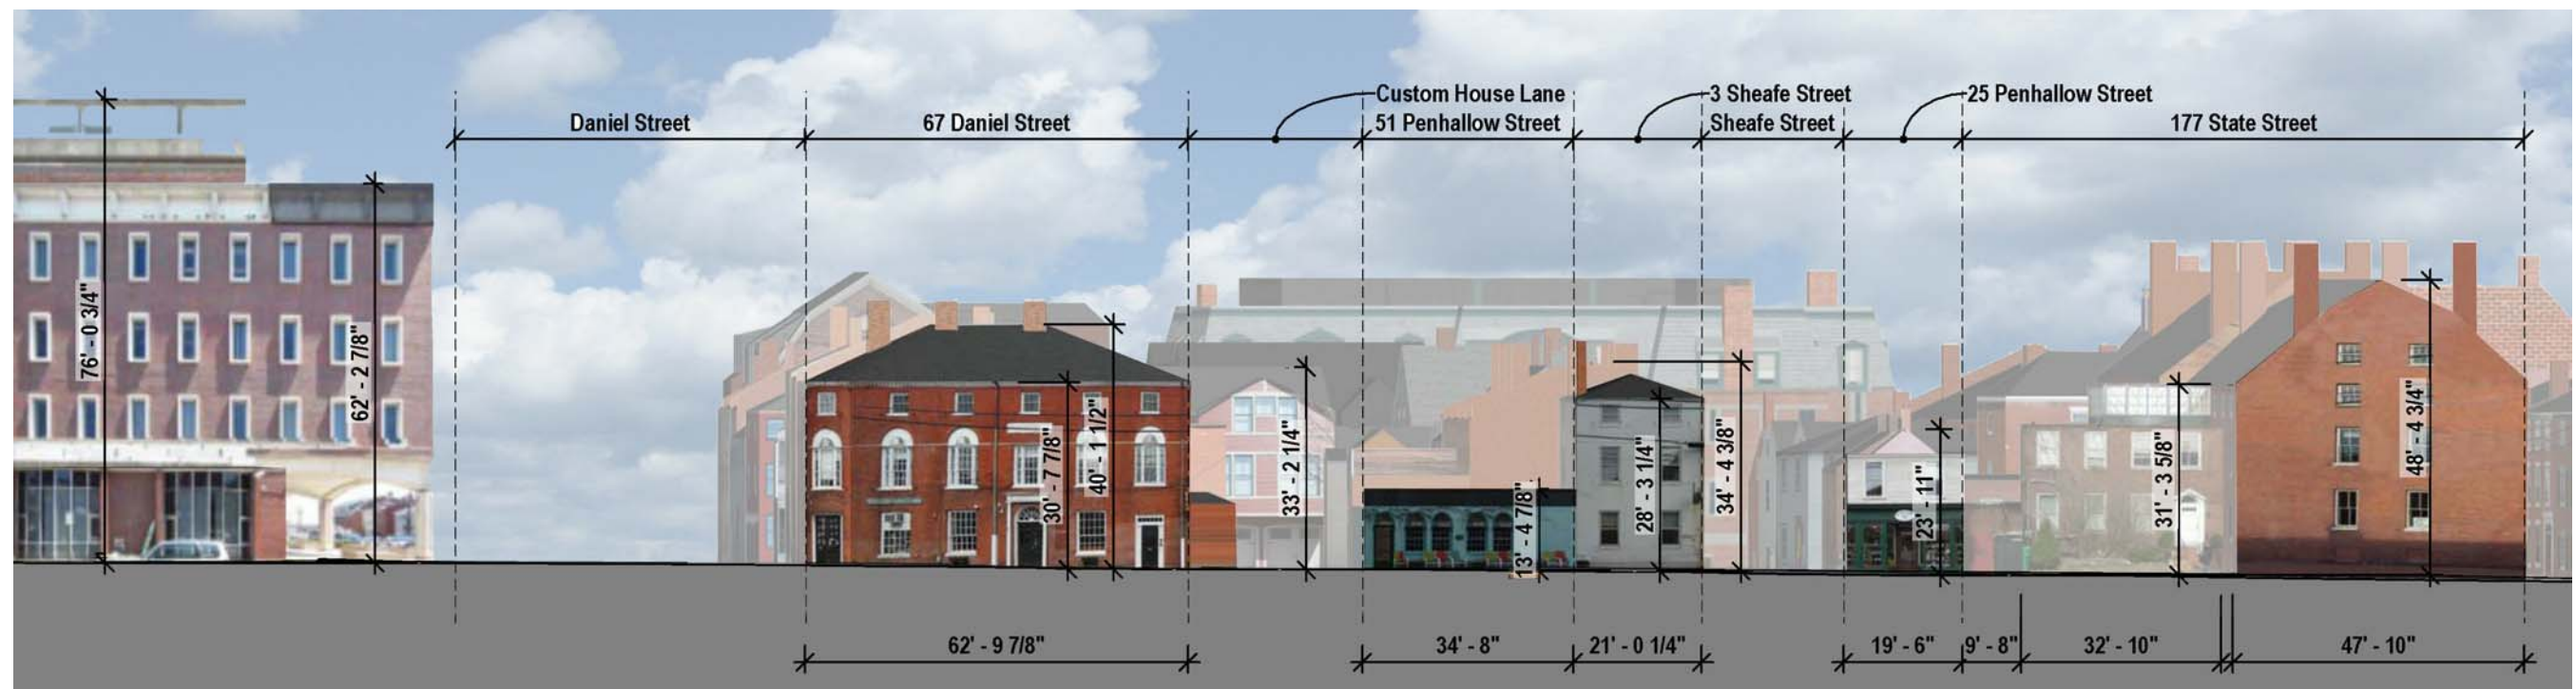 Custom House Lane
3 Sheafe Street
25 Penhallow Street
Daniel Street
67 Daniel Street
51 Penhallow Street
Sheafe Street
177 State Street
76' - 0 3/4"
62' - 2 7/8"
30' - 7 7/8"
40' - 1 1/2"
33' - 2 1/4"
13' - 4 7/8"
28' - 3 1/4"
34' - 4 3/8"
23' - 11"
31' - 3 5/8"
48' - 4 3/4"
62' - 9 7/8"
34' - 8"
21' - 0 1/4"
19' - 6"
9' - 8"
32' - 10"
47' - 10"